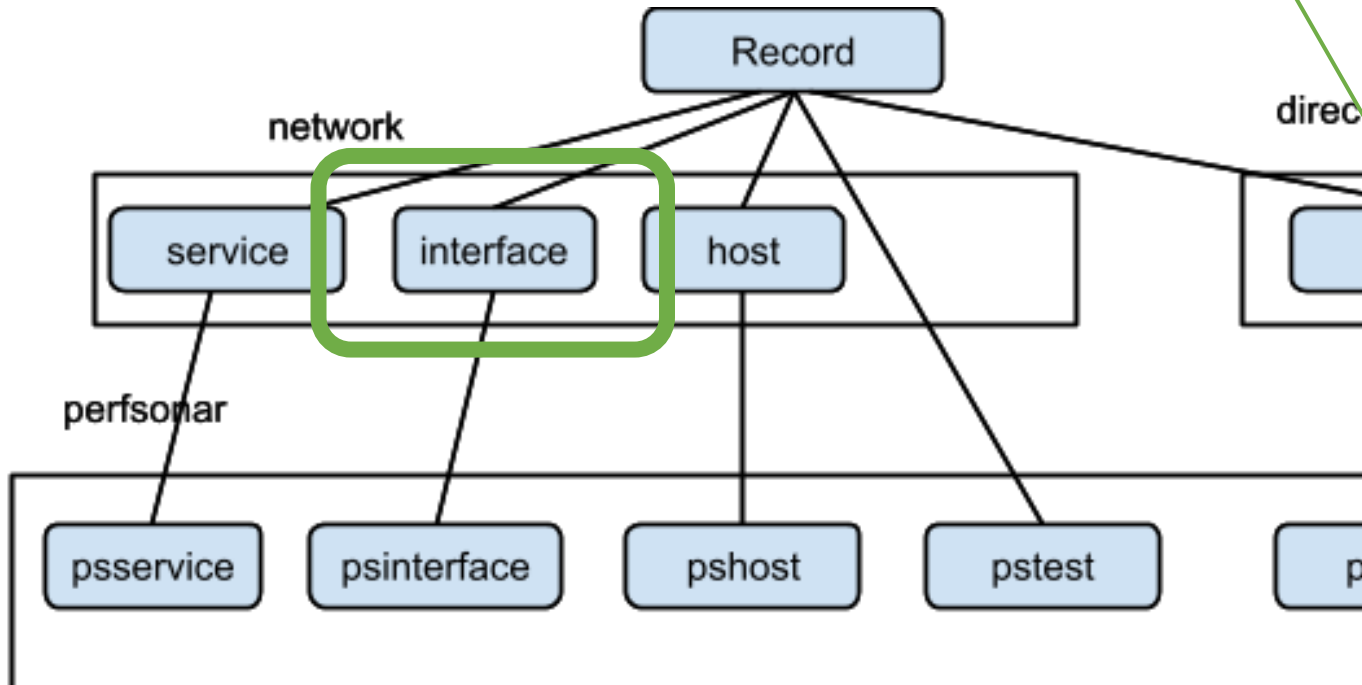 Record
network
direc
service
interface
host
perfsonar
psservice
psinterface
pshost
pstest
p